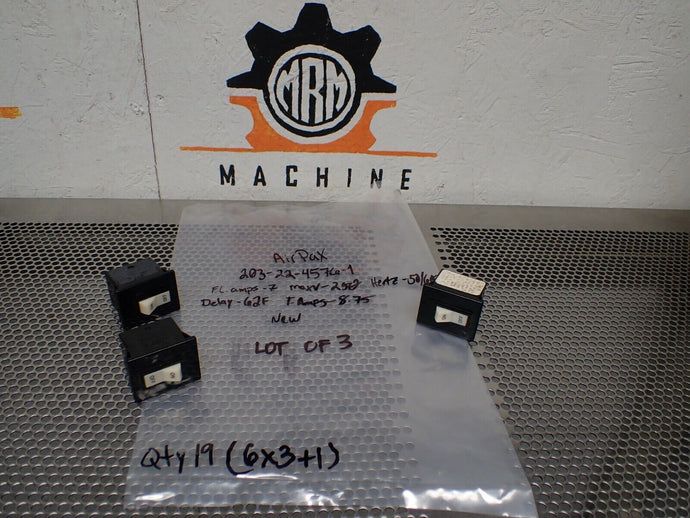 MRM
MACHINE
AirPax
203-22-4576-1
F.L. amps-7 maxv-250 Hertz-50/60
Delay-62F T. Amps-8.75
New
LOT OF 3
Qty 19 (6x3+1)